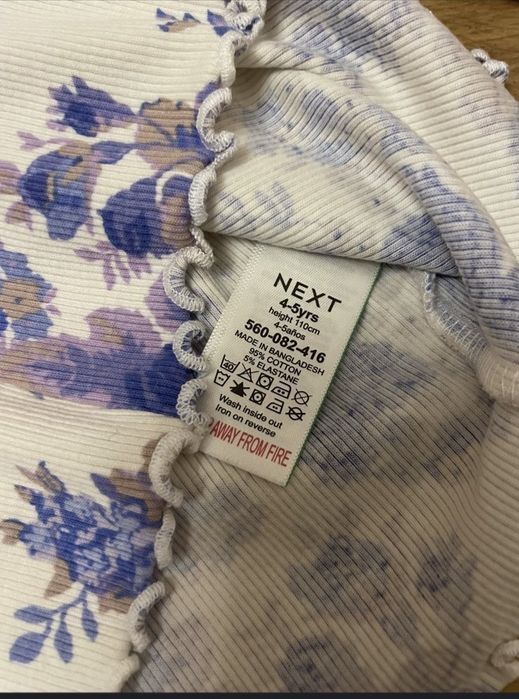 NEXT
4-5yrs
height 110cm
4-5años
560-082-416
MADE IN BANGLADESH
95% COTTON
5% ELASTANE
40
Wash inside out
Iron on reverse
AWAY FROM FIRE